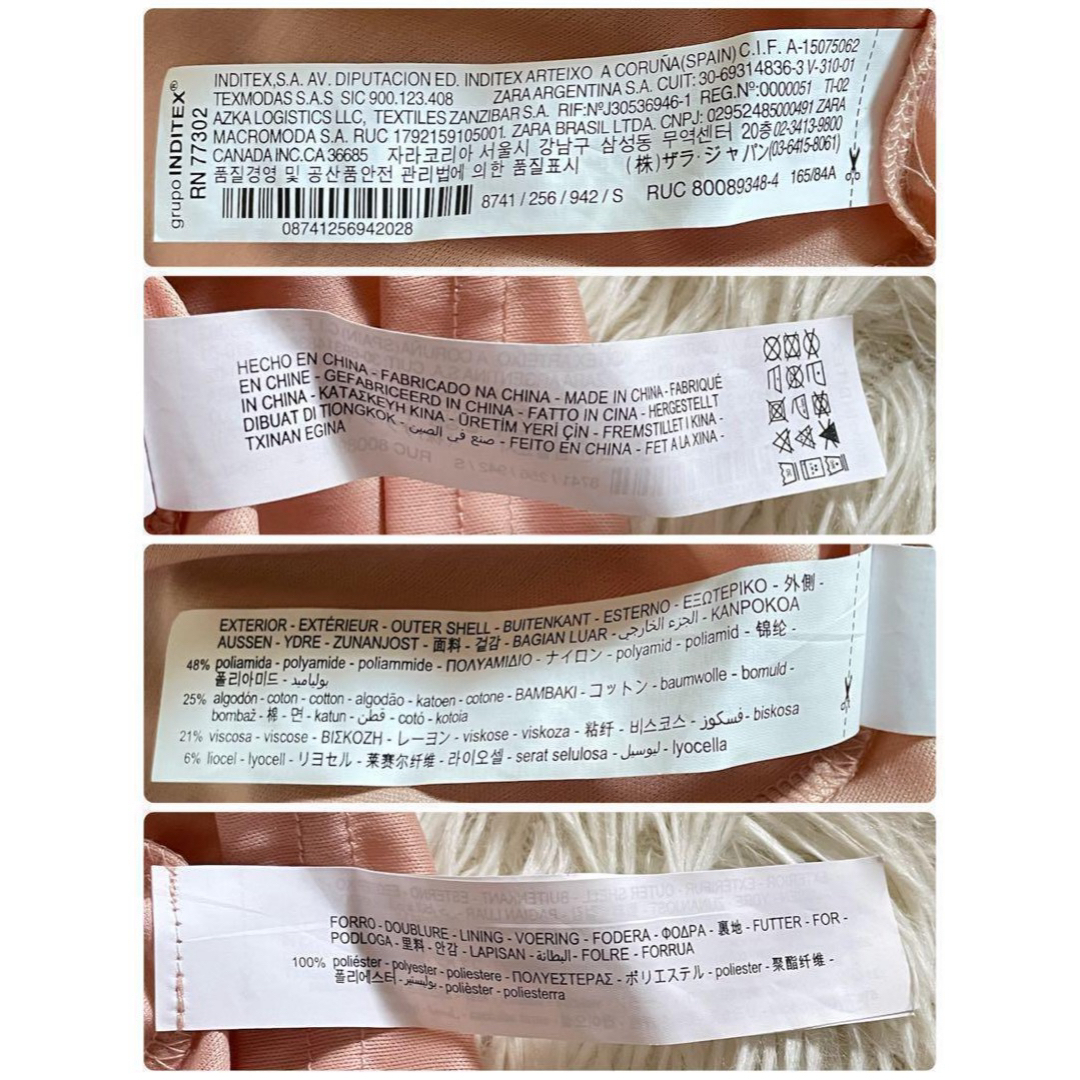 grupo INDITEX®
RN 77302
INDITEX,S.A. AV. DIPUTACION ED. INDITEX ARTEIXO A CORUÑA(SPAIN) C.I.F. A-15075062
TEXMODAS S.A.S SIC 900.123.408 ZARA ARGENTINA S.A. CUIT: 30-69314836-3 V-310-01
AZKA LOGISTICS LLC, TEXTILES ZANZIBAR S.A. RIF:NºJ30536946-1 REG.Nº:0000051 TI-02
MACROMODA S.A. RUC 1792159105001. ZARA BRASIL LTDA. CNPJ: 02952485000491 ZARA
CANADA INC.CA 36685 자라코리아 서울시 강남구 삼성동 무역센터 20층 02-3413-9800
품질경영 및 공산품안전 관리법에 의한 품질표시 (株)ザラ・ジャパン(03-6415-8061)
8741 / 256 / 942 / S RUC 80089348-4 165/84A
08741256942028
HECHO EN CHINA - FABRICADO NA CHINA - MADE IN CHINA - FABRIQUÉ
EN CHINE - GEFABRICEERD IN CHINA - FATTO IN CINA - HERGESTELLT
IN CHINA - ΚΑΤΑΣΚΕΥΗ ΚΙΝΑ - ÜRETİM YERİ ÇİN - FREMSTILLET I KINA -
DIBUAT DI TIONGKOK - صنع في الصين - FEITO EN CHINA - FET A LA XINA -
TXINAN EGINA
EXTERIOR - EXTÉRIEUR - OUTER SHELL - BUITENKANT - ESTERNO - ΕΞΩΤΕΡΙΚΟ - 外側 -
AUSSEN - YDRE - ZUNANJOST - 面料 - 겉감 - BAGIAN LUAR - الجزء الخارجي - KANPOKOA
48% poliamida - polyamide - poliammide - ΠΟΛΥΑΜΙΔΙΟ - ナイロン - polyamid - poliamid - 锦纶 -
폴리아미드 - بولياميد
25% algodón - coton - cotton - algodão - katoen - cotone - ΒΑΜΒΑΚΙ - コットン - baumwolle - bomuld -
bombaž - 棉 - 면 - katun - قطن - cotó - kotoia
21% viscosa - viscose - ΒΙΣΚΟΖΗ - レーヨン - viskose - viskoza - 粘纤 - 비스코스 - فسكوز - biskosa
6% liocel - lyocell - リヨセル - 莱赛尔纤维 - 라이오셀 - serat selulosa - ليوسيل - lyocella
FORRO - DOUBLURE - LINING - VOERING - FODERA - ΦΟΔΡΑ - 裏地 - FUTTER - FOR -
PODLOGA - 里料 - 안감 - LAPISAN - البطانة - FOLRE - FORRUA
100% poliéster - polyester - poliestere - ΠΟΛΥΕΣΤΕΡΑΣ - ポリエステル - poliester - 聚酯纤维 -
폴리에스터 - بوليستير - polièster - poliesterra